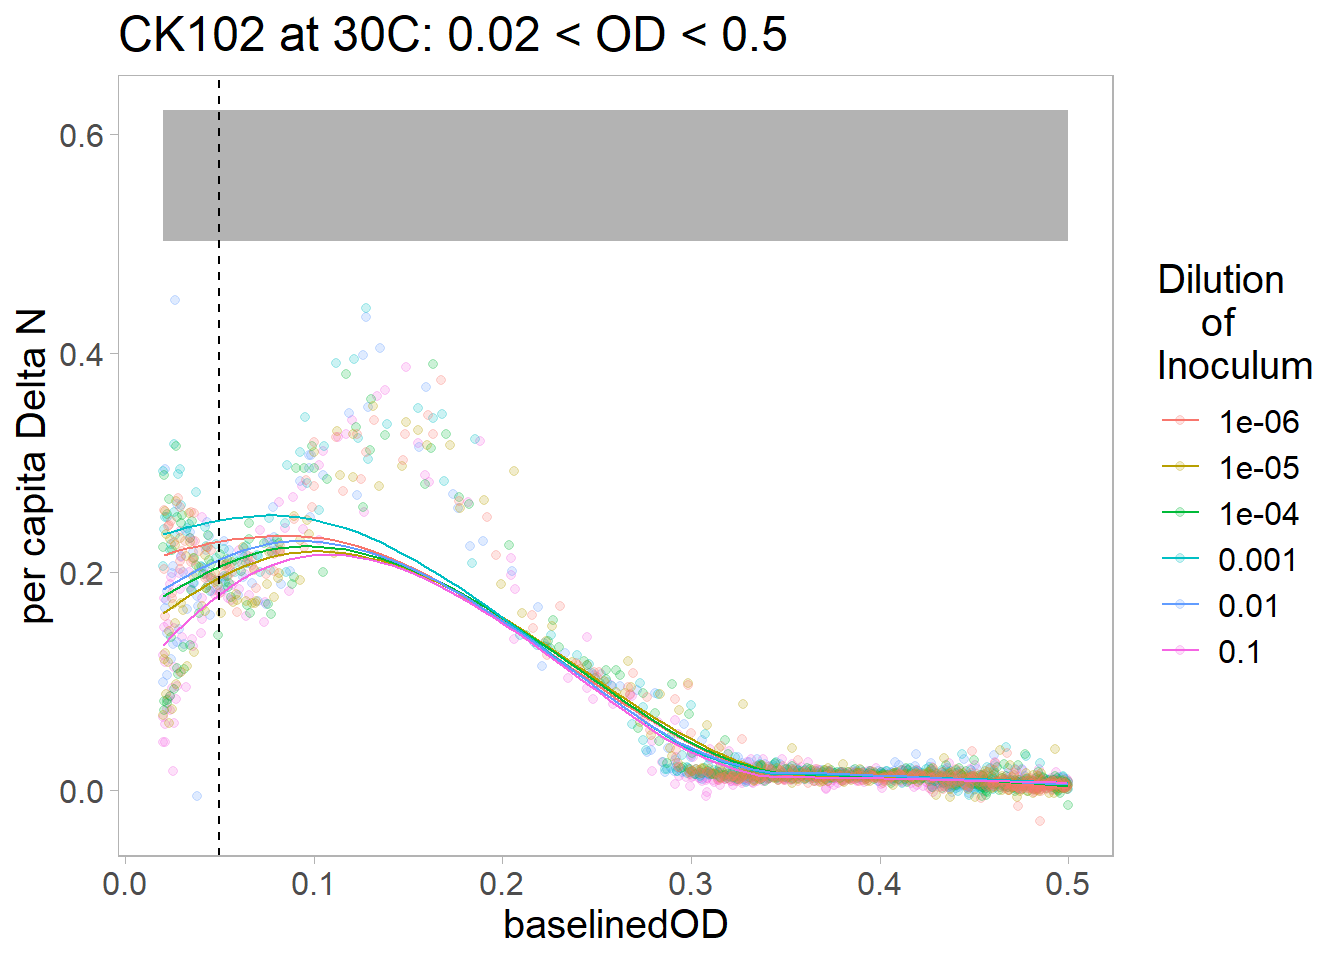 CK102 at 30C: 0.02 < OD < 0.5
per capita Delta N
0.6
0.4
0.2
0.0
0.0 0.1 0.2 0.3 0.4 0.5
baselinedOD
Dilution
of
Inoculum
1e-06
1e-05
1e-04
0.001
0.01
0.1